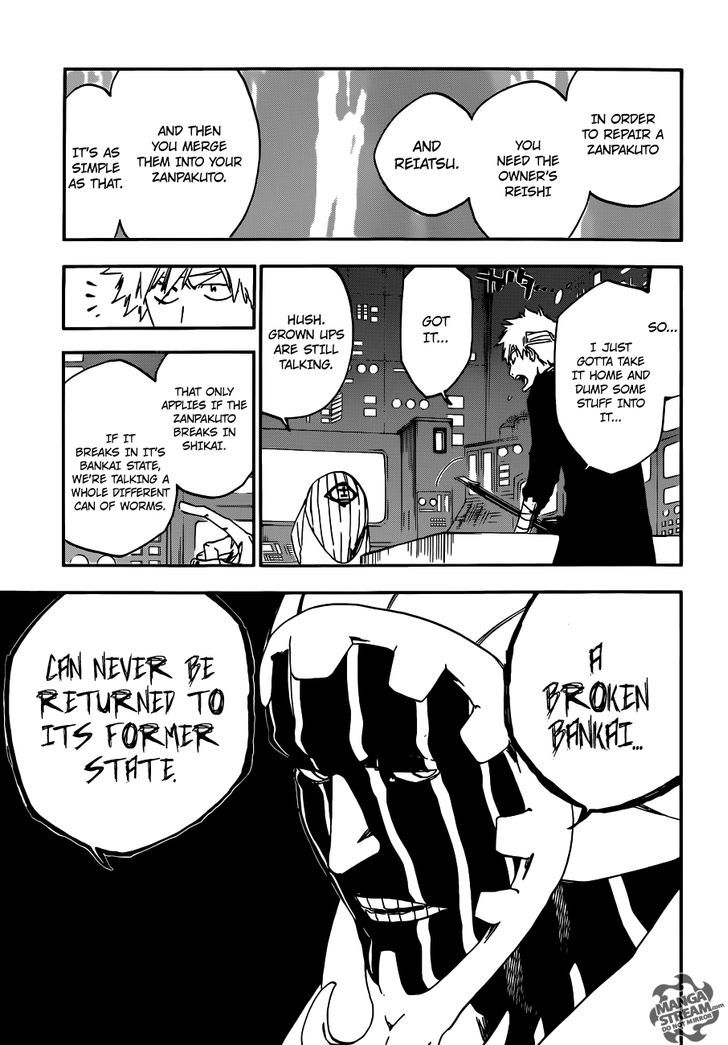 IN ORDER
TO REPAIR A
ZANPAKUTO
YOU
NEED THE
OWNER'S
REISHI
AND
REIATSU.
AND THEN
YOU MERGE
THEM INTO YOUR
ZANPAKUTO.
IT'S AS
SIMPLE
AS THAT.
SO...
I JUST
GOTTA TAKE
IT HOME AND
DUMP SOME
STUFF INTO
IT...
GOT
IT...
HUSH.
GROWN UPS
ARE STILL
TALKING.
THAT ONLY
APPLIES IF THE
ZANPAKUTO
BREAKS IN
SHIKAI.
IF IT
BREAKS IN IT'S
BANKAI STATE,
WE'RE TALKING A
WHOLE DIFFERENT
CAN OF WORMS.
A
BROKEN
BANKAI...
CAN NEVER BE
RETURNED TO
ITS FORMER
STATE.
MANGA
STREAM.com
DO NOT MIRROR